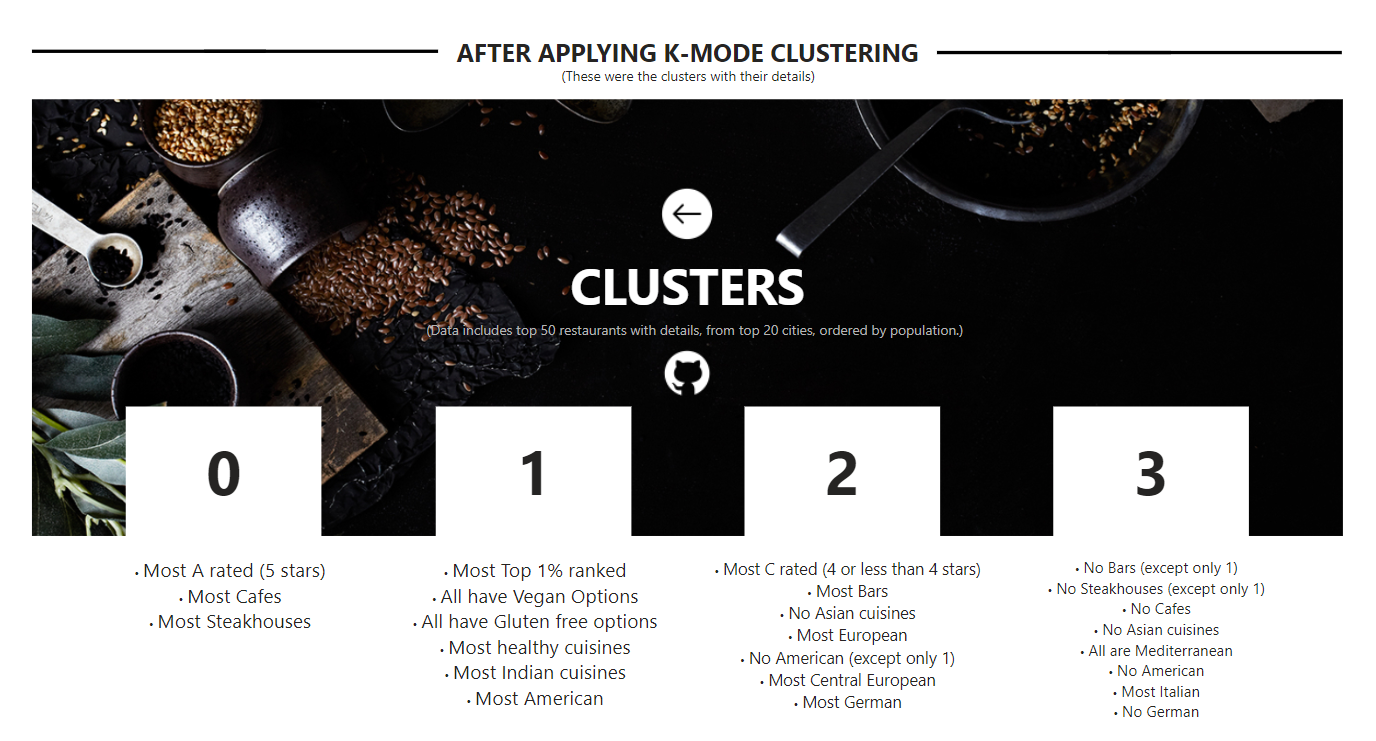 AFTER APPLYING K-MODE CLUSTERING
(These were the clusters with their details)
CLUSTERS
(Data includes top 50 restaurants with details, from top 20 cities, ordered by population.)
0
• Most A rated (5 stars)
• Most Cafes
• Most Steakhouses
1
• Most Top 1% ranked
• All have Vegan Options
• All have Gluten free options
• Most healthy cuisines
• Most Indian cuisines
• Most American
2
• Most C rated (4 or less than 4 stars)
• Most Bars
• No Asian cuisines
• Most European
• No American (except only 1)
• Most Central European
• Most German
3
• No Bars (except only 1)
• No Steakhouses (except only 1)
• No Cafes
• No Asian cuisines
• All are Mediterranean
• No American
• Most Italian
• No German